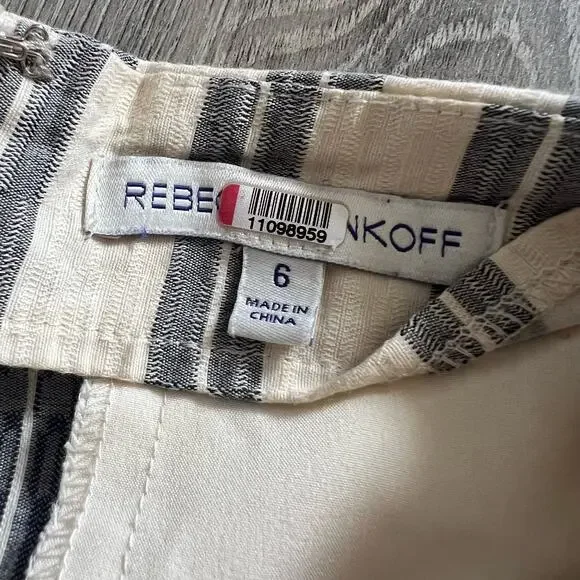 REBE NKOFF
11098959
6
MADE IN
CHINA